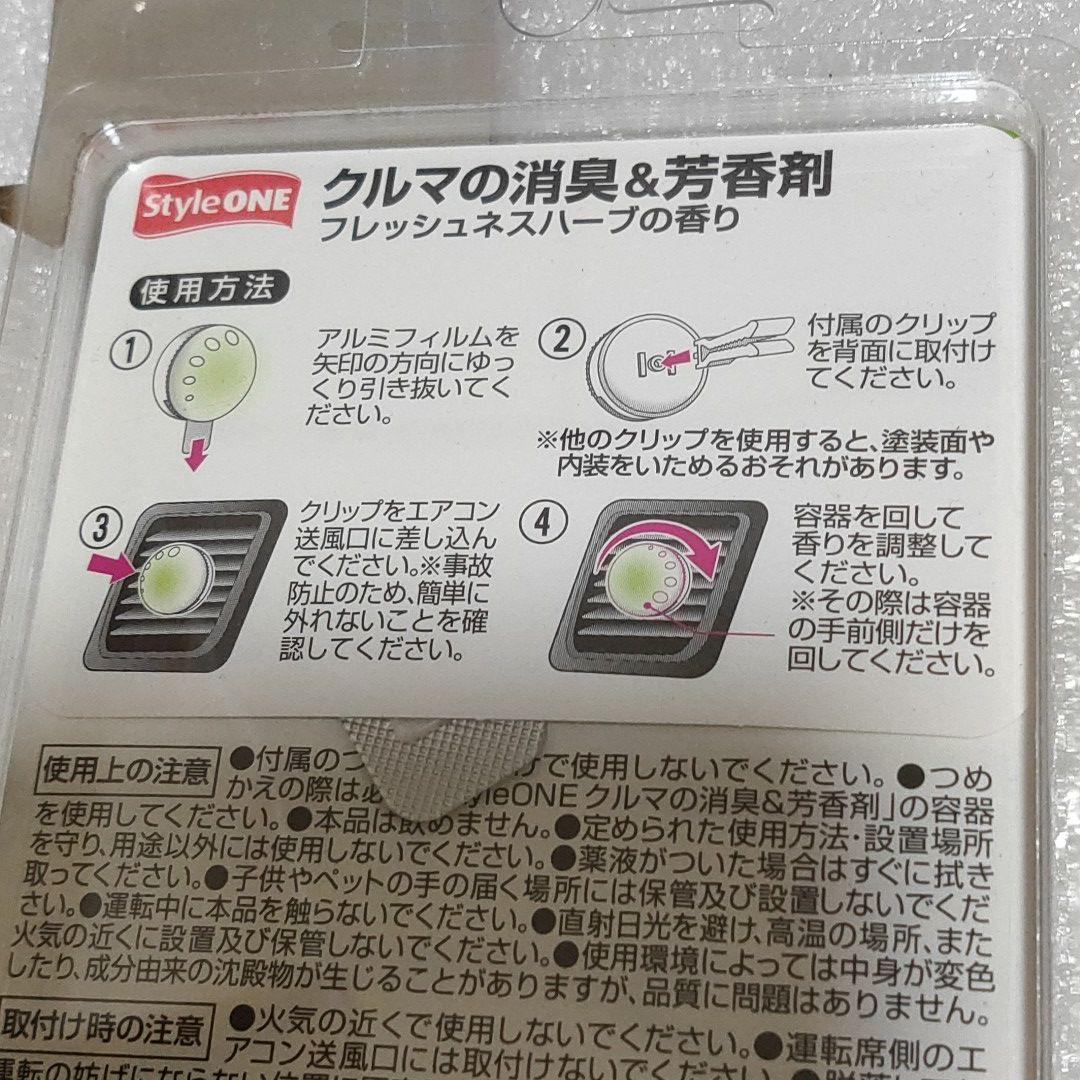 StyleONE
クルマの消臭&芳香剤
フレッシュネスハーブの香り
使用方法
1
アルミフィルムを
矢印の方向にゆっ
くり引き抜いてく
ださい。
2
付属のクリップ
を背面に取付け
てください。
※他のクリップを使用すると、塗装面や
内装をいためるおそれがあります。
3
クリップをエアコン
送風口に差し込ん
でください。※事故
防止のため、簡単に
外れないことを確
認してください。
4
容器を回して
香りを調整して
ください。
※その際は容器
の手前側だけを
回してください。
使用上の注意
●付属のつ で使用しないでください。●つめ
かえの際は yleONEクルマの消臭&芳香剤」の容器
を使用してください。●本品は飲めません。●定められた使用方法・設置場所
を守り、用途以外には使用しないでください。●薬液がついた場合はすぐに拭き
取ってください。●子供やペットの手の届く場所には保管及び設置しないでくだ
さい。●運転中に本品を触らないでください。●直射日光を避け、高温の場所、また
火気の近くに設置及び保管しないでください。●使用環境によっては中身が変色
したり、成分由来の沈殿物が生じることがありますが、品質に問題はありません。
取付け時の注意
●火気の近くで使用しないでください。●運転席側のエ
アコン送風口には取付けないでください。